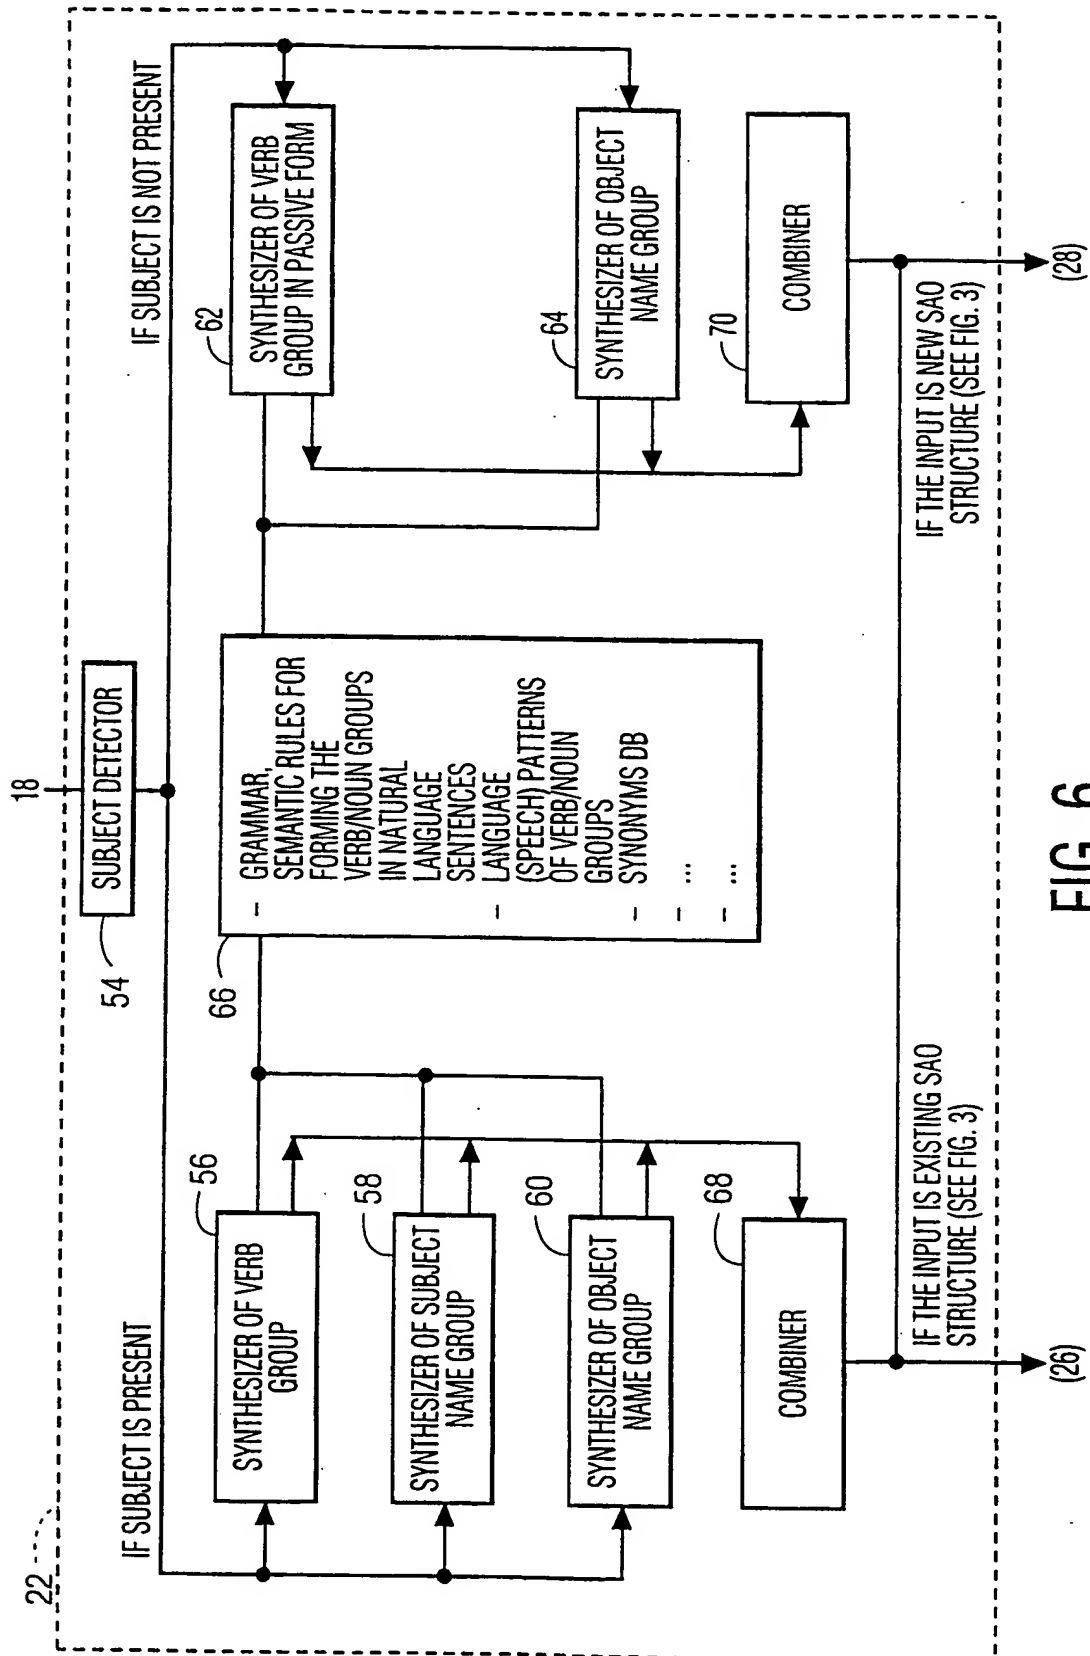 22
18
54
SUBJECT DETECTOR
IF SUBJECT IS PRESENT
IF SUBJECT IS NOT PRESENT
56
SYNTHESIZER OF VERB
GROUP
58
SYNTHESIZER OF SUBJECT
NAME GROUP
60
SYNTHESIZER OF OBJECT
NAME GROUP
68
COMBINER
66
- GRAMMAR,
SEMANTIC RULES FOR
FORMING THE
VERB/NOUN GROUPS
IN NATURAL
LANGUAGE
SENTENCES
- LANGUAGE
(SPEECH) PATTERNS
OF VERB/NOUN
GROUPS
- SYNONYMS DB
- ...
- ...
62
SYNTHESIZER OF VERB
GROUP IN PASSIVE FORM
64
SYNTHESIZER OF OBJECT
NAME GROUP
70
COMBINER
IF THE INPUT IS EXISTING SAO
STRUCTURE (SEE FIG. 3)
(26)
IF THE INPUT IS NEW SAO
STRUCTURE (SEE FIG. 3)
(28)
FIG. 6